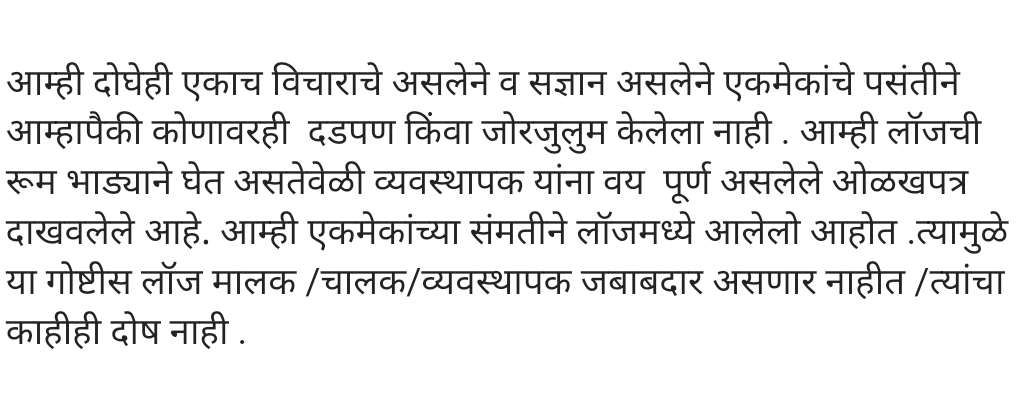 आम्ही दोघेही एकाच विचाराचे असलेने व सज्ञान असलेने एकमेकांचे पसंतीने
आम्हापैकी कोणावरही  दडपण किंवा जोरजुलुम केलेला नाही . आम्ही लॉजची
रूम भाड्याने घेत असतेवेळी व्यवस्थापक यांना वय  पूर्ण असलेले ओळखपत्र
दाखवलेले आहे. आम्ही एकमेकांच्या संमतीने लॉजमध्ये आलेलो आहोत .त्यामुळे
या गोष्टीस लॉज मालक /चालक/व्यवस्थापक जबाबदार असणार नाहीत /त्यांचा
काहीही दोष नाही .